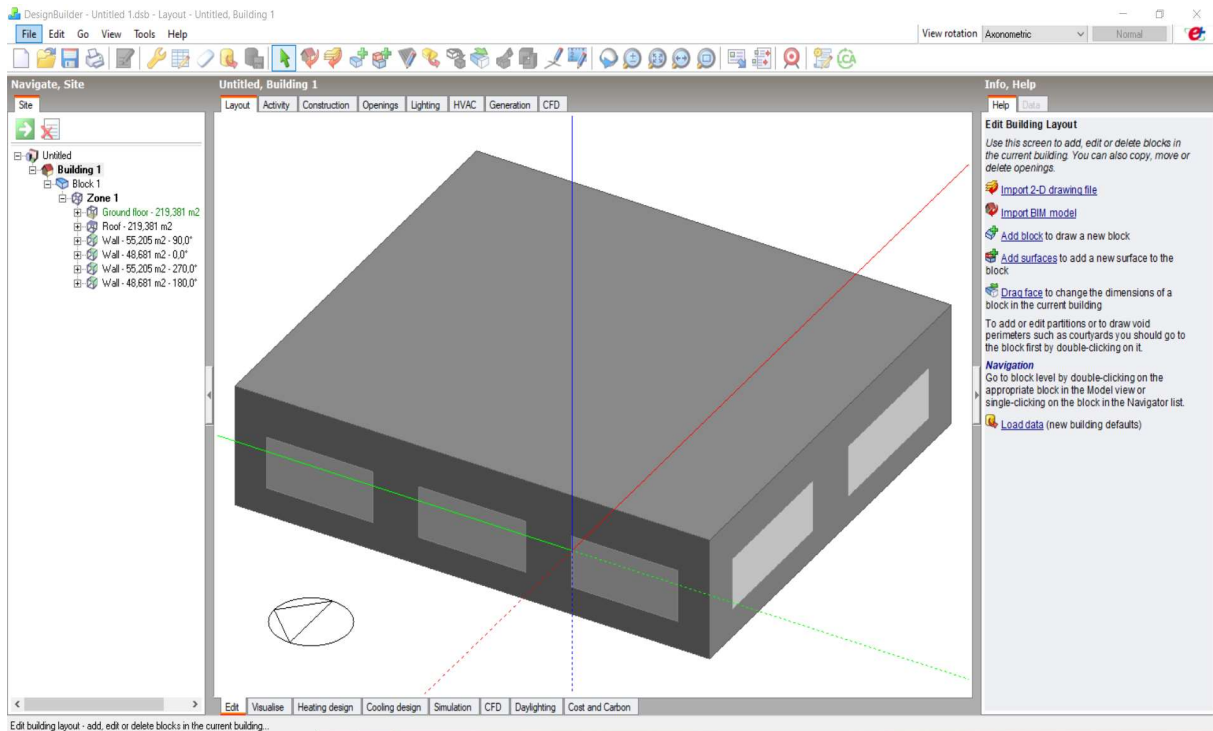 DesignBuilder - Untitled 1.dsb - Layout - Untitled, Building 1
File Edit Go View Tools Help
View rotation Axonometric Normal
Navigate, Site
Site
Untitled
Building 1
Block 1
Zone 1
Ground floor - 219,381 m2
Roof - 219,381 m2
Wall - 55,205 m2 - 90,0°
Wall - 48,681 m2 - 0,0°
Wall - 55,205 m2 - 270,0°
Wall - 48,681 m2 - 180,0°
Untitled, Building 1
Layout Activity Construction Openings Lighting HVAC Generation CFD
Edit Visualise Heating design Cooling design Simulation CFD Daylighting Cost and Carbon
Info, Help
Help Data
Edit Building Layout
Use this screen to add, edit or delete blocks in
the current building. You can also copy, move or
delete openings.
Import 2-D drawing file
Import BIM model
Add block to draw a new block
Add surfaces to add a new surface to the
block
Drag face to change the dimensions of a
block in the current building
To add or edit partitions or to draw void
perimeters such as courtyards you should go to
the block first by double-clicking on it.
Navigation
Go to block level by double-clicking on the
appropriate block in the Model view or
single-clicking on the block in the Navigator list.
Load data (new building defaults)
Edit building layout - add, edit or delete blocks in the current building...